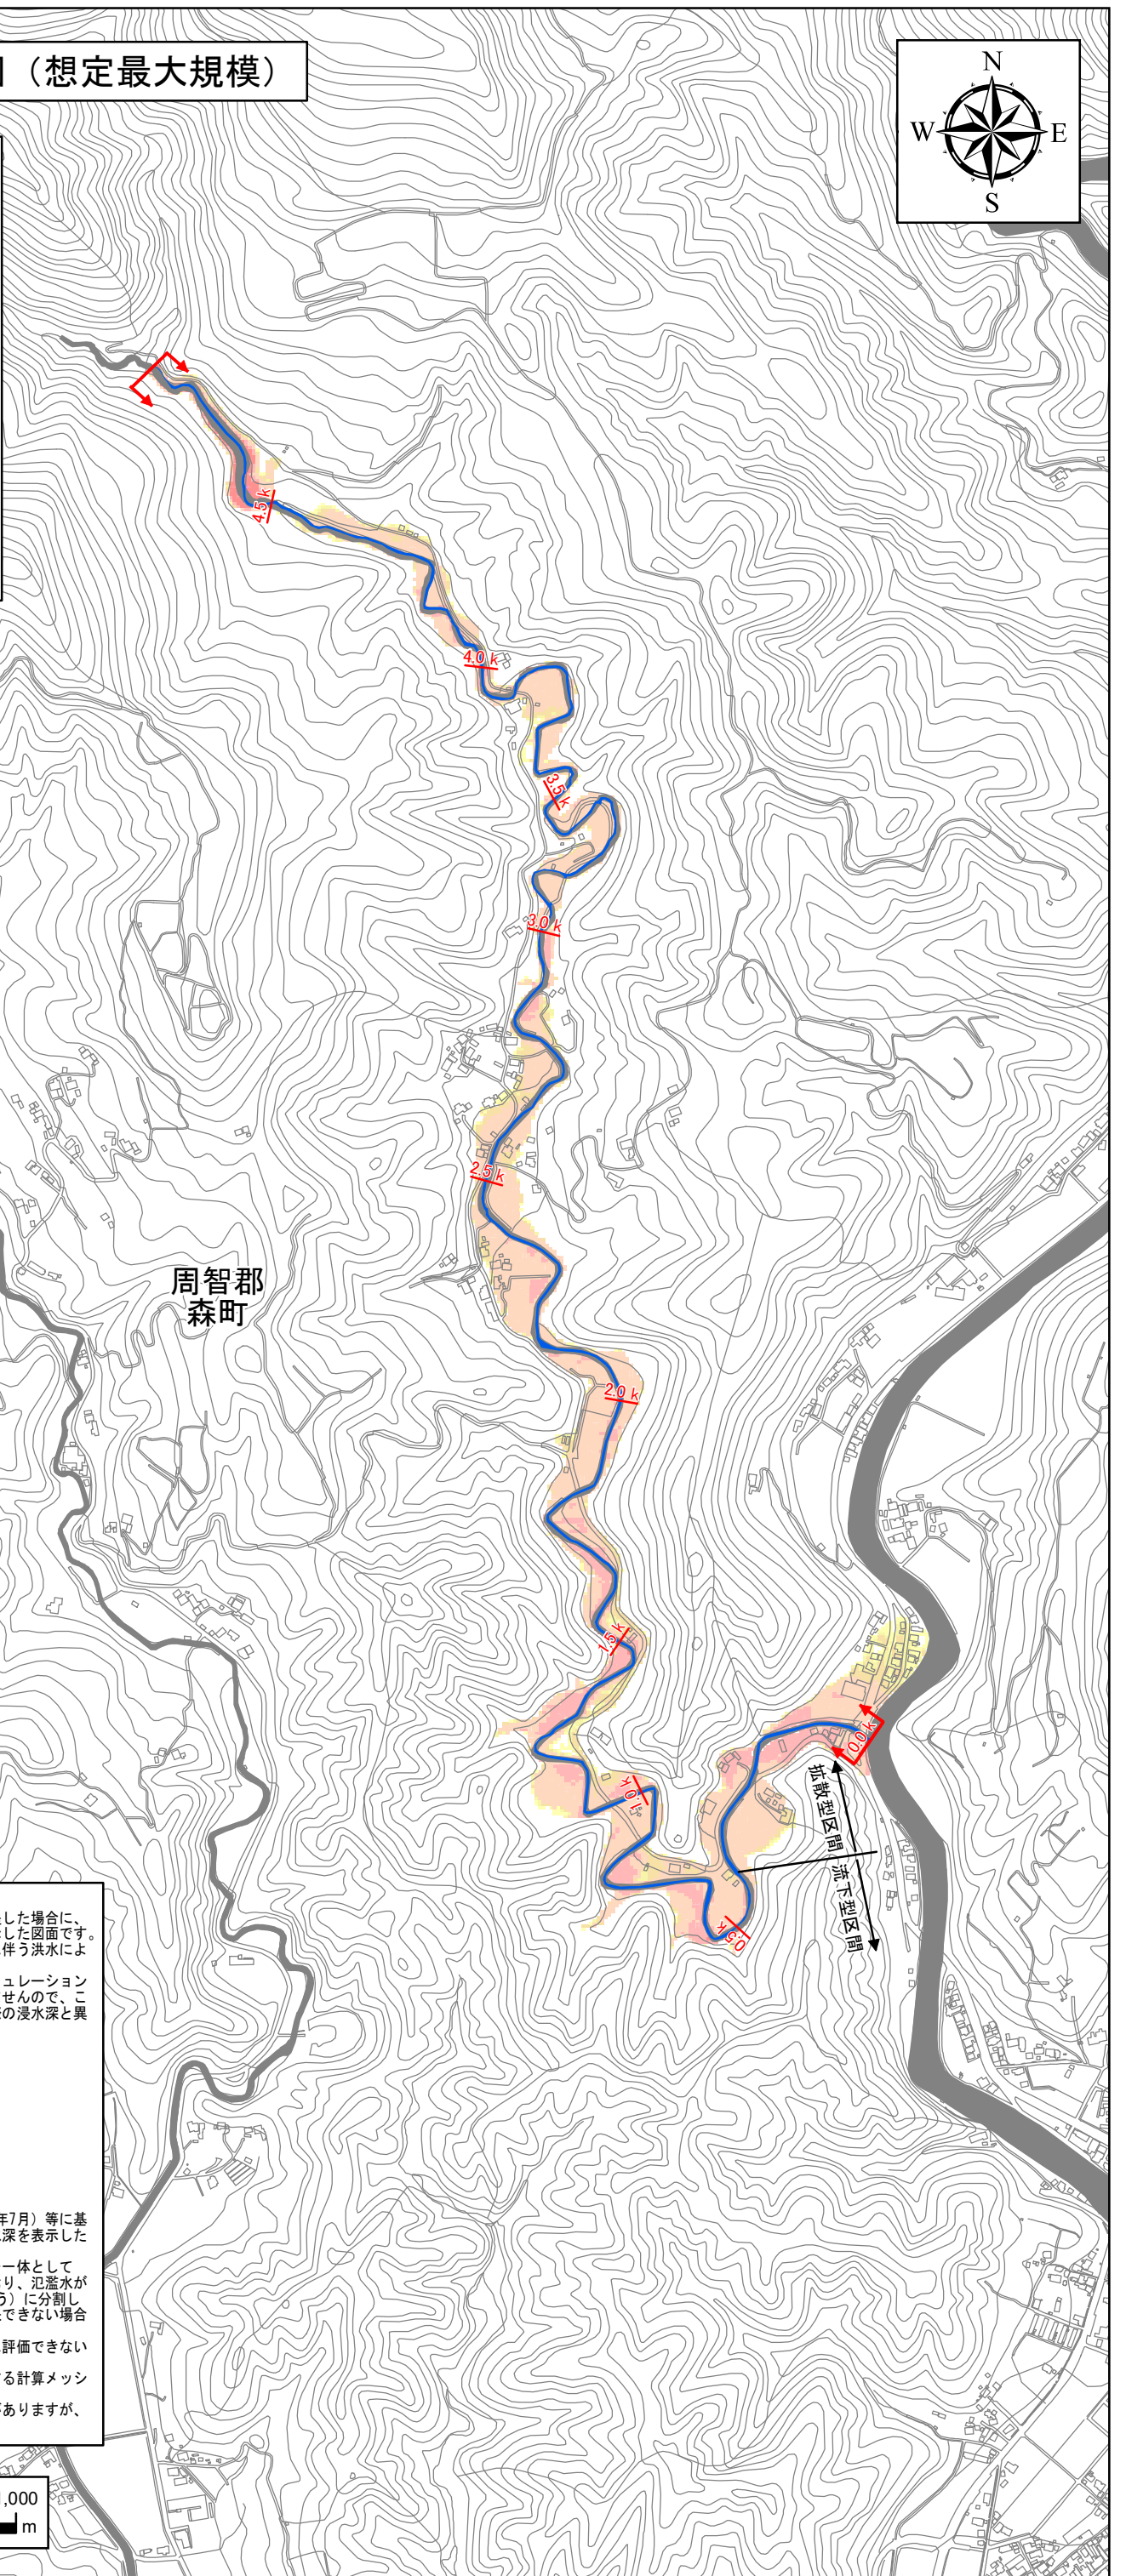 （想定最大規模）
N
W
E
S
4.5 k
4.0 k
3.5 k
3.0 k
2.5 k
周智郡
森町
2.0 k
1.5 k
0.0 k
1.0 k
拡散型区間
流下型区間
0.5 k
した場合に、
した図面です。
伴う洪水によ
ュレーション
せんので、こ
の浸水深と異
年7月）等に基
深を表示した
一体として
り、氾濫水が
う）に分割し
できない場合
評価できない
る計算メッシ
がありますが、
,000
m